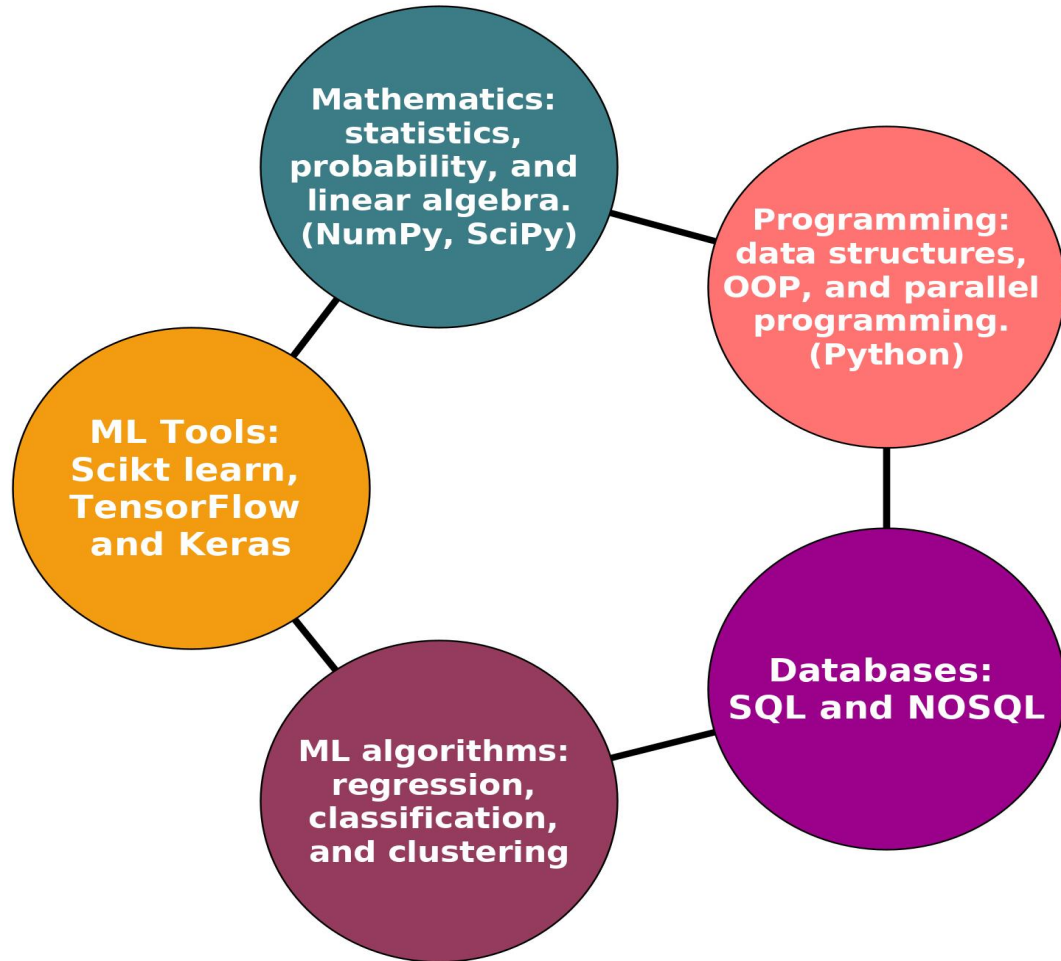 Mathematics:
statistics,
probability, and
linear algebra.
(NumPy, SciPy)
Programming:
data structures,
OOP, and parallel
programming.
(Python)
Databases:
SQL and NOSQL
ML algorithms:
regression,
classification,
and clustering
ML Tools:
Scikt learn,
TensorFlow
and Keras